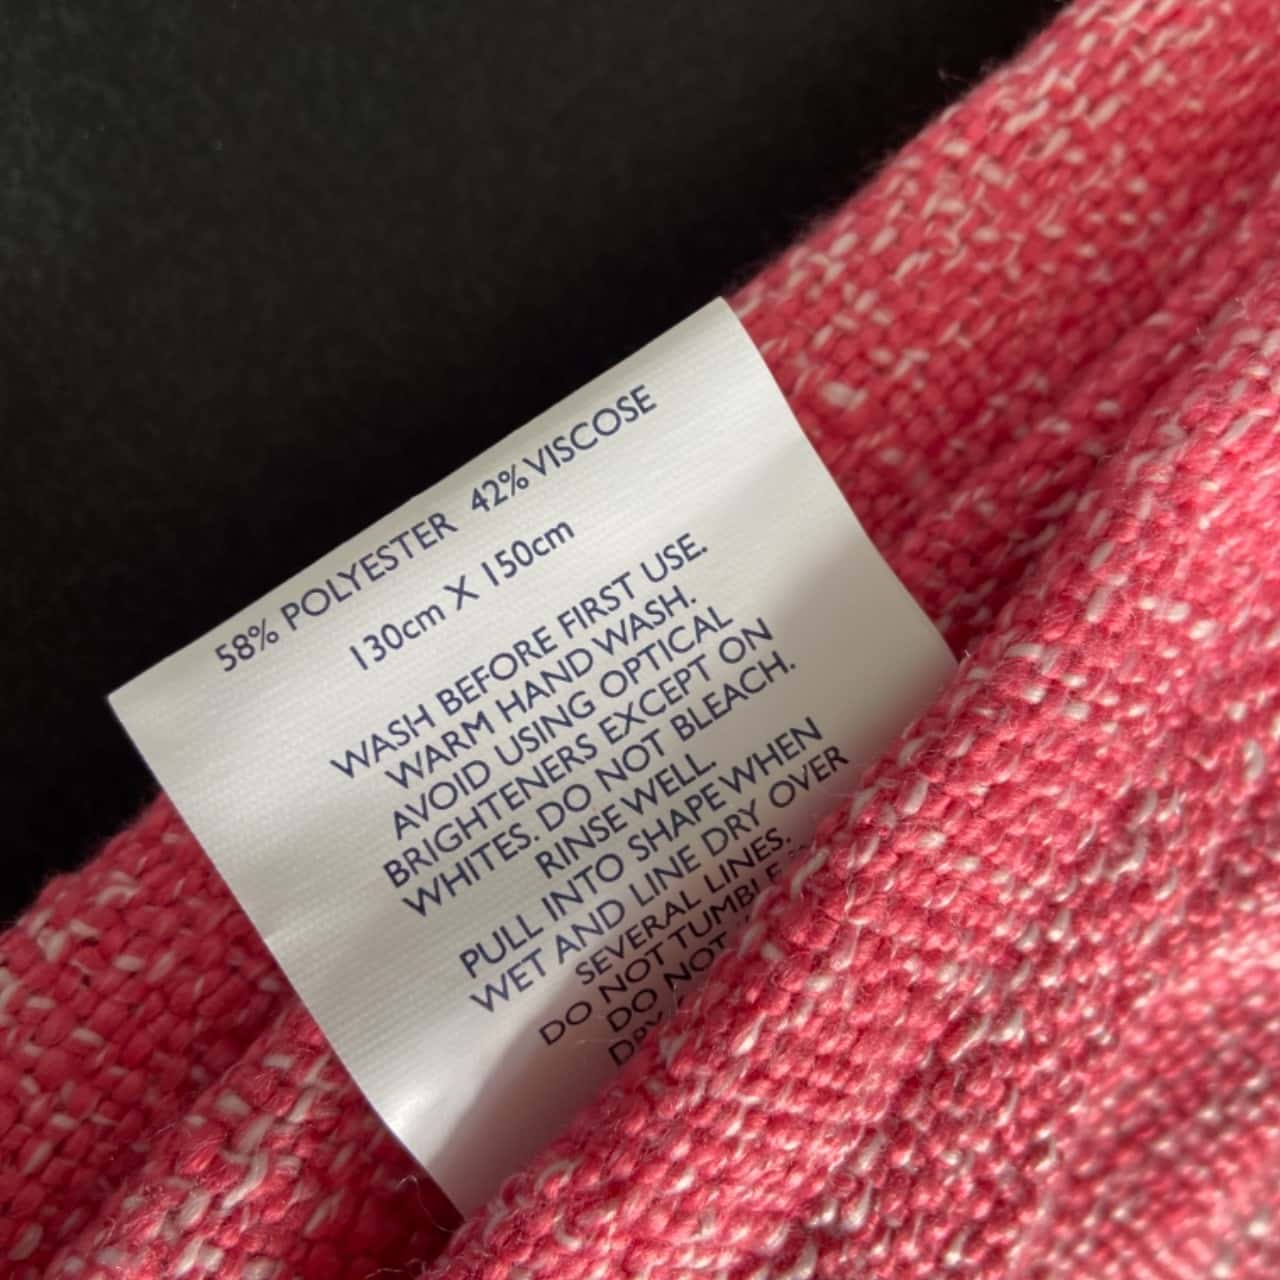 58% POLYESTER 42% VISCOSE
130cm X 150cm
WASH BEFORE FIRST USE.
WARM HAND WASH.
AVOID USING OPTICAL
BRIGHTENERS EXCEPT ON
WHITES. DO NOT BLEACH.
RINSE WELL.
PULL INTO SHAPE WHEN
WET AND LINE DRY OVER
SEVERAL LINES.
DO NOT TUMBLE
DO NOT